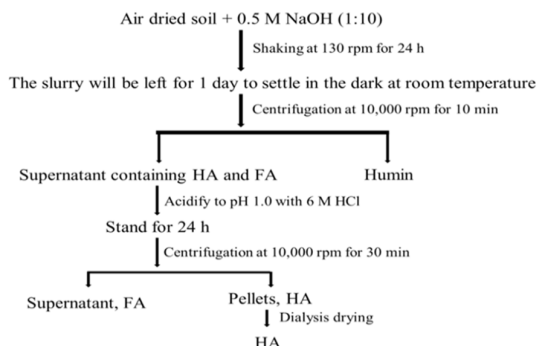 Air dried soil + 0.5 M NaOH (1:10)
Shaking at 130 rpm for 24 h
The slurry will be left for 1 day to settle in the dark at room temperature
Centrifugation at 10,000 rpm for 10 min
Supernatant containing HA and FA
Humin
Acidify to pH 1.0 with 6 M HCl
Stand for 24 h
Centrifugation at 10,000 rpm for 30 min
Supernatant, FA
Pellets, HA
Dialysis drying
HA